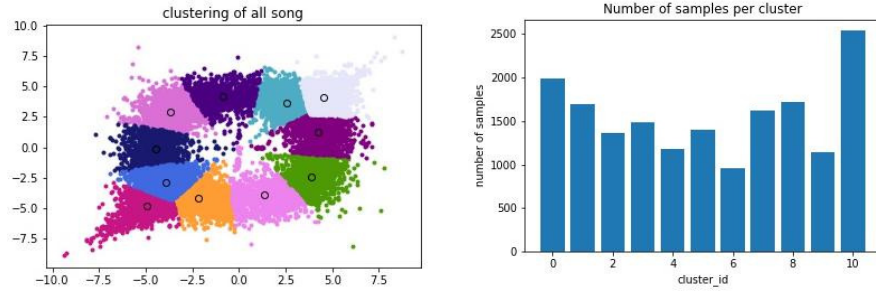 clustering of all song
10.0
7.5
5.0
2.5
0.0
−2.5
−5.0
−7.5
−10.0 −7.5 −5.0 −2.5 0.0 2.5 5.0 7.5
Number of samples per cluster
number of samples
2500
2000
1500
1000
500
0
0 2 4 6 8 10
cluster_id